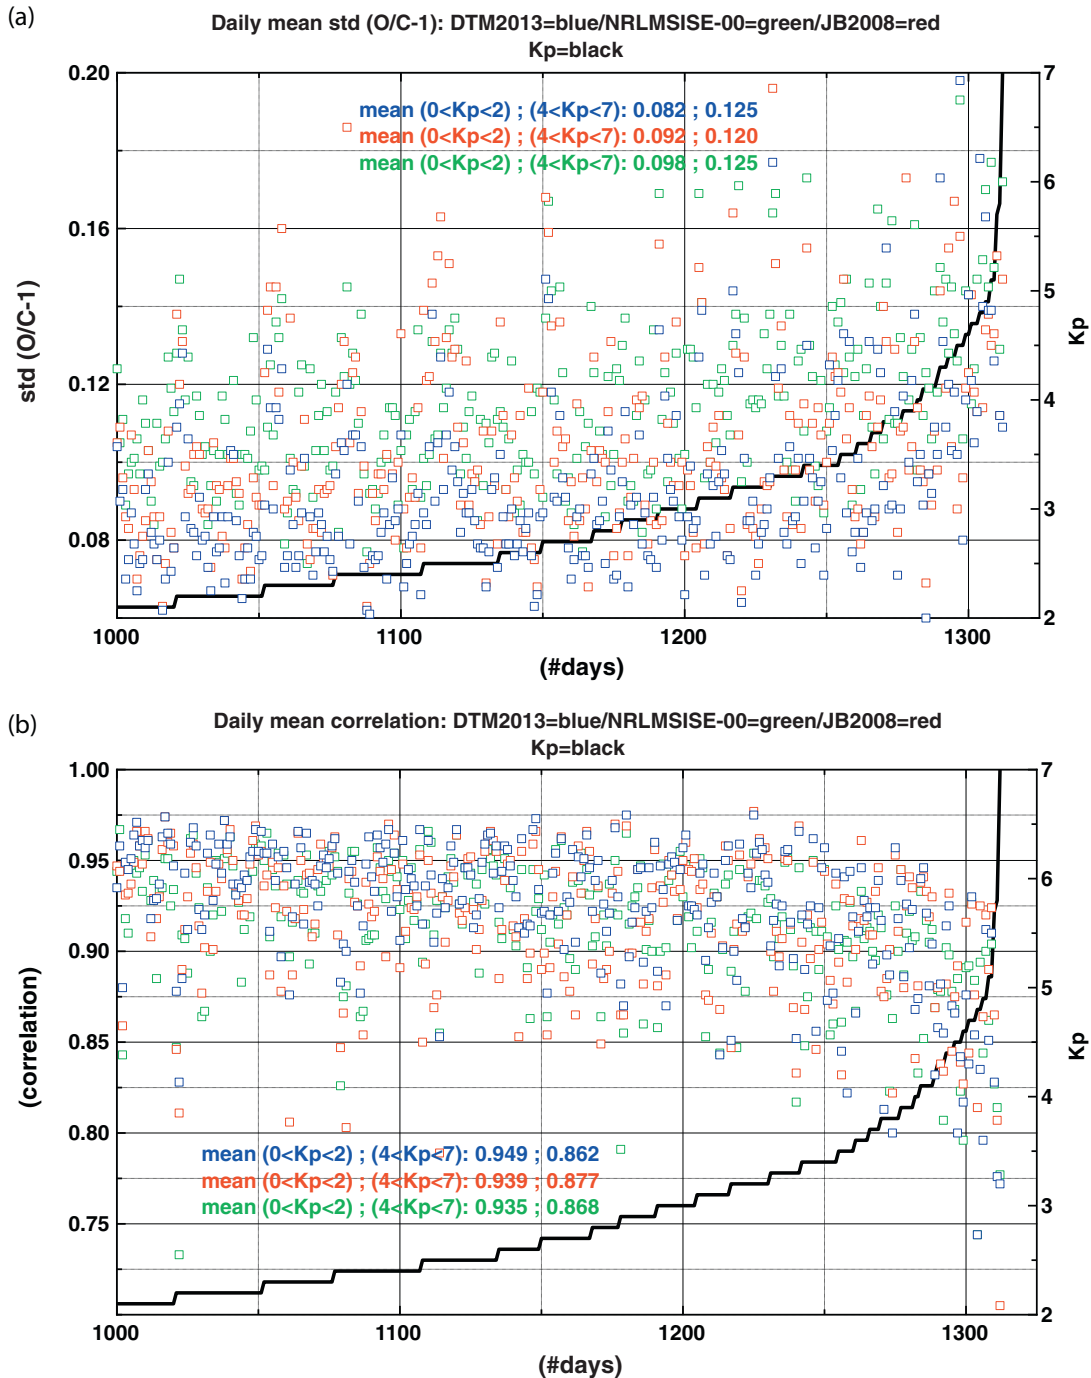 (a)
Daily mean std (O/C-1): DTM2013=blue/NRLMSISE-00=green/JB2008=red
Kp=black
mean (0<Kp<2) ; (4<Kp<7): 0.082 ; 0.125
mean (0<Kp<2) ; (4<Kp<7): 0.092 ; 0.120
mean (0<Kp<2) ; (4<Kp<7): 0.098 ; 0.125
0.20
0.16
0.12
0.08
std (O/C-1)
7
6
5
4
3
2
Kp
1000
1100
1200
1300
(#days)
(b)
Daily mean correlation: DTM2013=blue/NRLMSISE-00=green/JB2008=red
Kp=black
1.00
0.95
0.90
0.85
0.80
0.75
(correlation)
mean (0<Kp<2) ; (4<Kp<7): 0.949 ; 0.862
mean (0<Kp<2) ; (4<Kp<7): 0.939 ; 0.877
mean (0<Kp<2) ; (4<Kp<7): 0.935 ; 0.868
7
6
5
4
3
2
Kp
1000
1100
1200
1300
(#days)